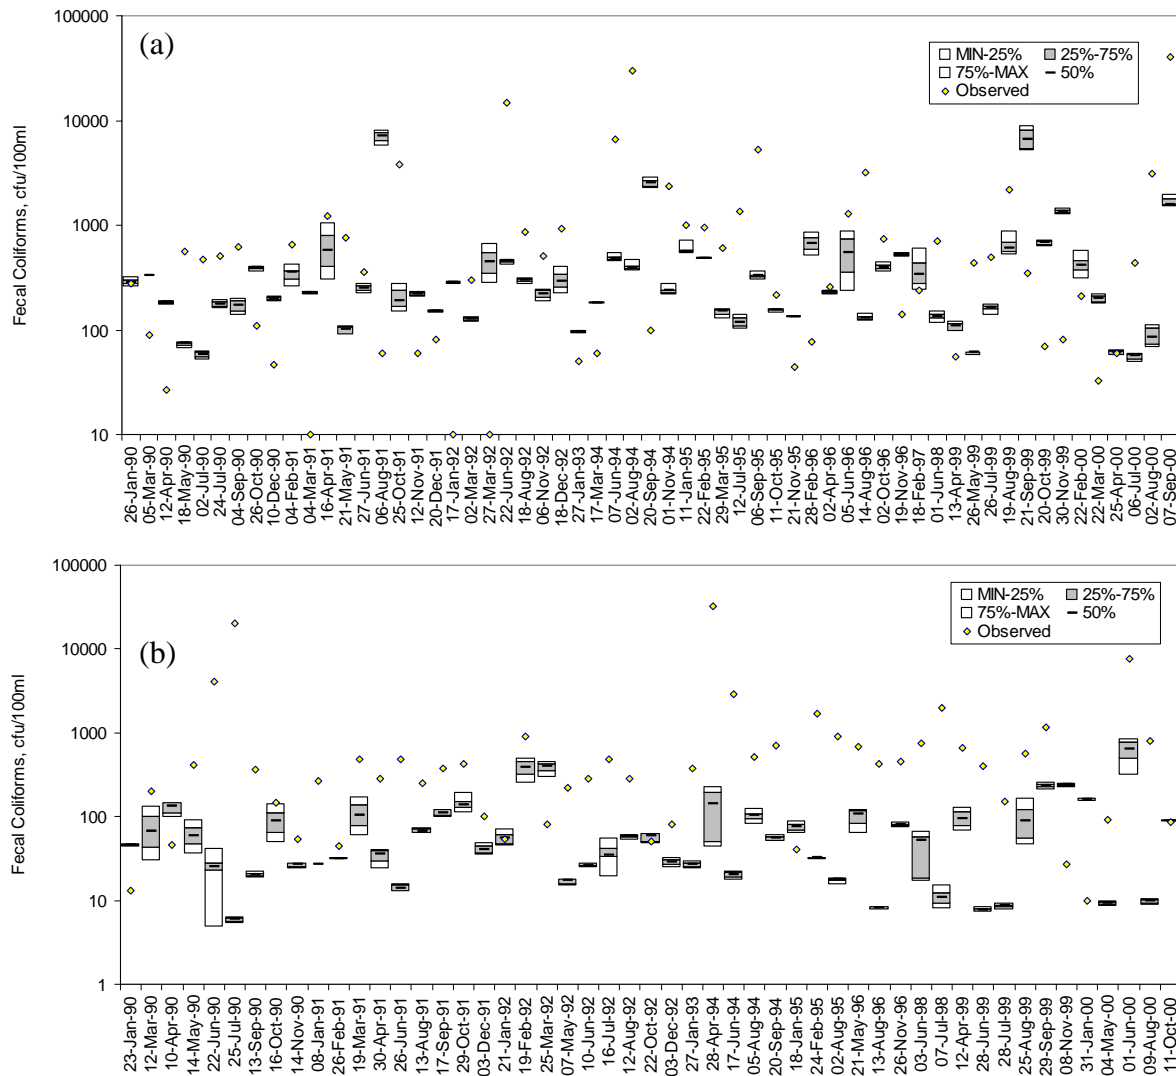 100000
(a)
MIN-25% 25%-75%
75%-MAX 50%
Observed
10000
1000
100
10
Fecal Coliforms, cfu/100ml
26-Jan-90
05-Mar-90
12-Apr-90
18-May-90
02-Jul-90
24-Jul-90
04-Sep-90
26-Oct-90
10-Dec-90
04-Feb-91
04-Mar-91
16-Apr-91
21-May-91
27-Jun-91
06-Aug-91
25-Oct-91
12-Nov-91
20-Dec-91
17-Jan-92
02-Mar-92
27-Mar-92
22-Jun-92
18-Aug-92
06-Nov-92
18-Dec-92
27-Jan-93
17-Mar-94
07-Jun-94
02-Aug-94
20-Sep-94
01-Nov-94
11-Jan-95
22-Feb-95
29-Mar-95
12-Jul-95
06-Sep-95
11-Oct-95
21-Nov-95
28-Feb-96
02-Apr-96
05-Jun-96
14-Aug-96
02-Oct-96
19-Nov-96
18-Feb-97
01-Jun-98
13-Apr-99
26-May-99
26-Jul-99
19-Aug-99
21-Sep-99
20-Oct-99
30-Nov-99
22-Feb-00
22-Mar-00
25-Apr-00
06-Jul-00
02-Aug-00
07-Sep-00
100000
(b)
MIN-25% 25%-75%
75%-MAX 50%
Observed
10000
1000
100
10
1
Fecal Coliforms, cfu/100ml
23-Jan-90
12-Mar-90
10-Apr-90
14-May-90
22-Jun-90
25-Jul-90
13-Sep-90
16-Oct-90
14-Nov-90
08-Jan-91
26-Feb-91
19-Mar-91
30-Apr-91
26-Jun-91
13-Aug-91
17-Sep-91
29-Oct-91
03-Dec-91
21-Jan-92
19-Feb-92
25-Mar-92
07-May-92
10-Jun-92
16-Jul-92
12-Aug-92
22-Oct-92
03-Dec-92
27-Jan-93
28-Apr-94
17-Jun-94
05-Aug-94
20-Sep-94
18-Jan-95
24-Feb-95
02-Aug-95
21-May-96
13-Aug-96
26-Nov-96
03-Jun-98
07-Jul-98
12-Apr-99
28-Jun-99
28-Jul-99
25-Aug-99
29-Sep-99
08-Nov-99
31-Jan-00
04-May-00
01-Jun-00
09-Aug-00
11-Oct-00